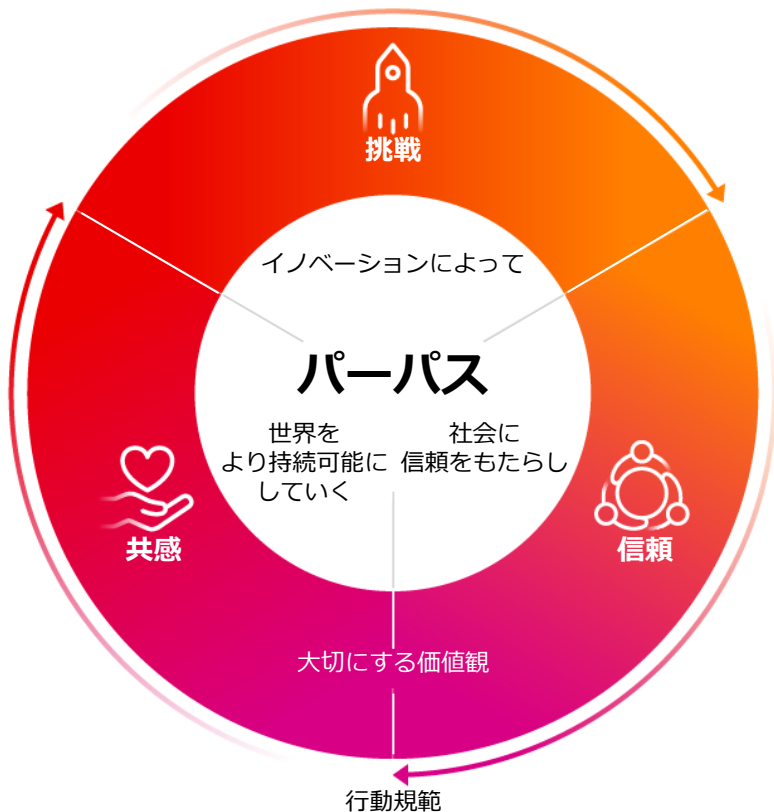 挑戦
イノベーションによって
パーパス
世界を
より持続可能に
していく
社会に
信頼をもたらし
共感
信頼
大切にする価値観
行動規範